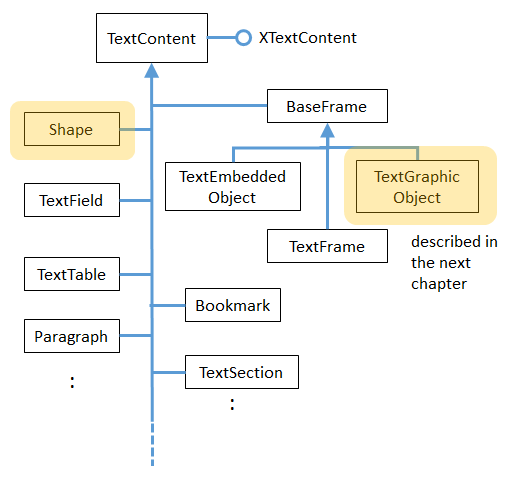 TextContent
XTextContent
BaseFrame
Shape
TextEmbedded
Object
TextGraphic
Object
TextField
TextFrame
described in
the next
chapter
TextTable
Bookmark
Paragraph
TextSection
:
: